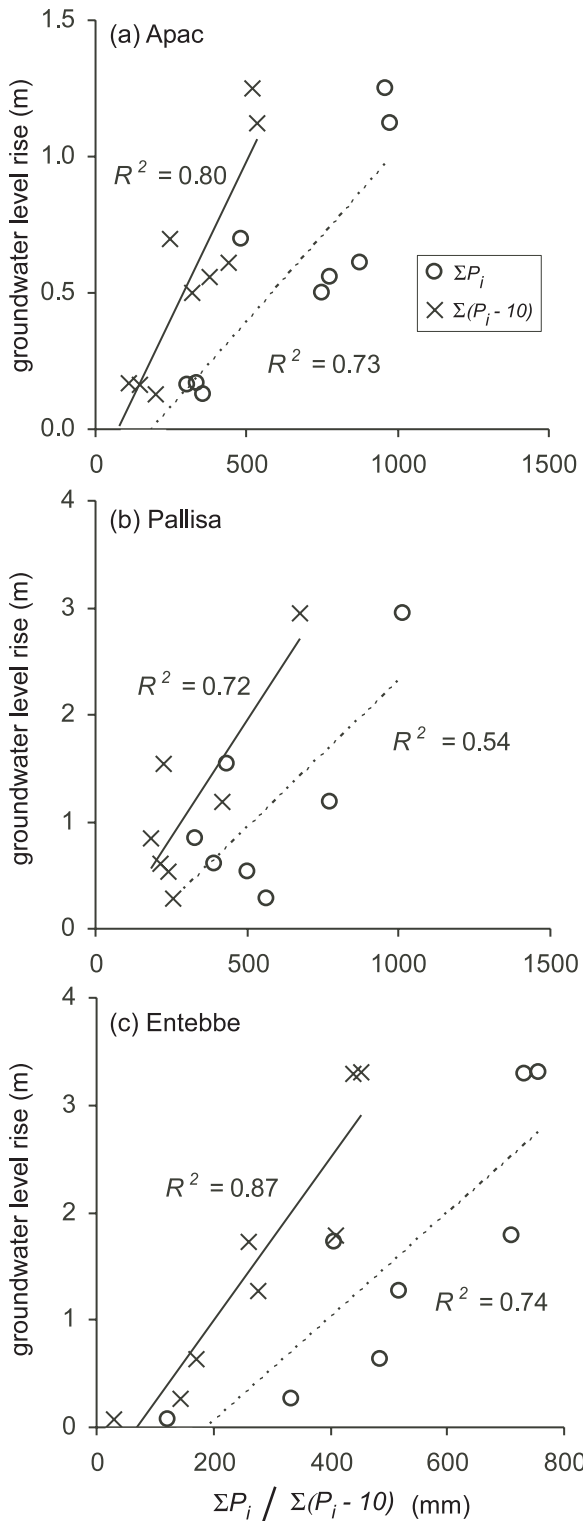 (a) Apac
groundwater level rise (m)
1.5
1.0
0.5
0.0
R² = 0.80
R² = 0.73
ΣPᵢ
Σ(Pᵢ - 10)
0 500 1000 1500
(b) Pallisa
groundwater level rise (m)
4
3
2
1
0
R² = 0.72
R² = 0.54
0 500 1000 1500
(c) Entebbe
groundwater level rise (m)
4
3
2
1
0
R² = 0.87
R² = 0.74
0 200 400 600 800
ΣPᵢ / Σ(Pᵢ - 10) (mm)